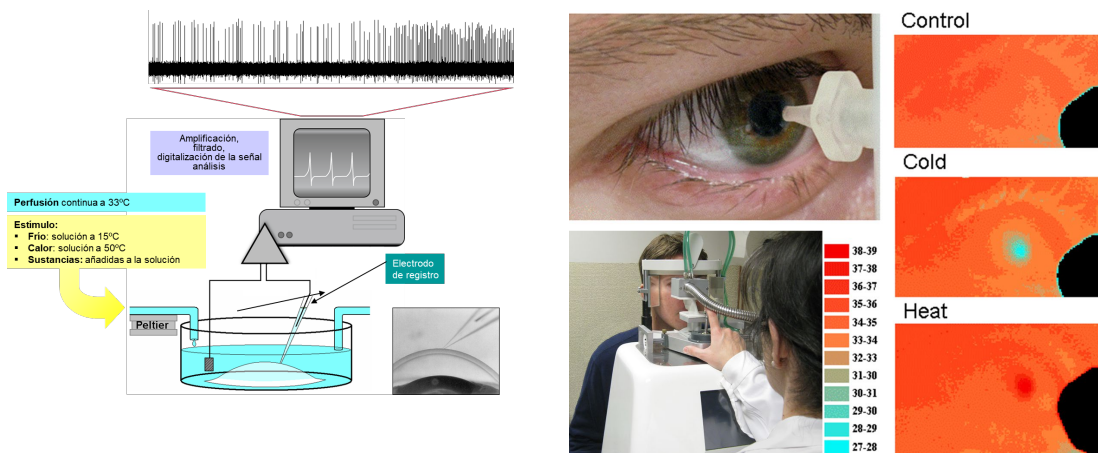 Amplificación,
filtrado,
digitalización de la señal
análisis
Perfusión continua a 33ºC
Estímulo:
▪ Frío: solución a 15ºC
▪ Calor: solución a 50ºC
▪ Sustancias: añadidas a la solución
Electrodo
de registro
Peltier
Control
Cold
Heat
38-39
37-38
36-37
35-36
34-35
33-34
32-33
31-30
30-31
29-30
28-29
27-28